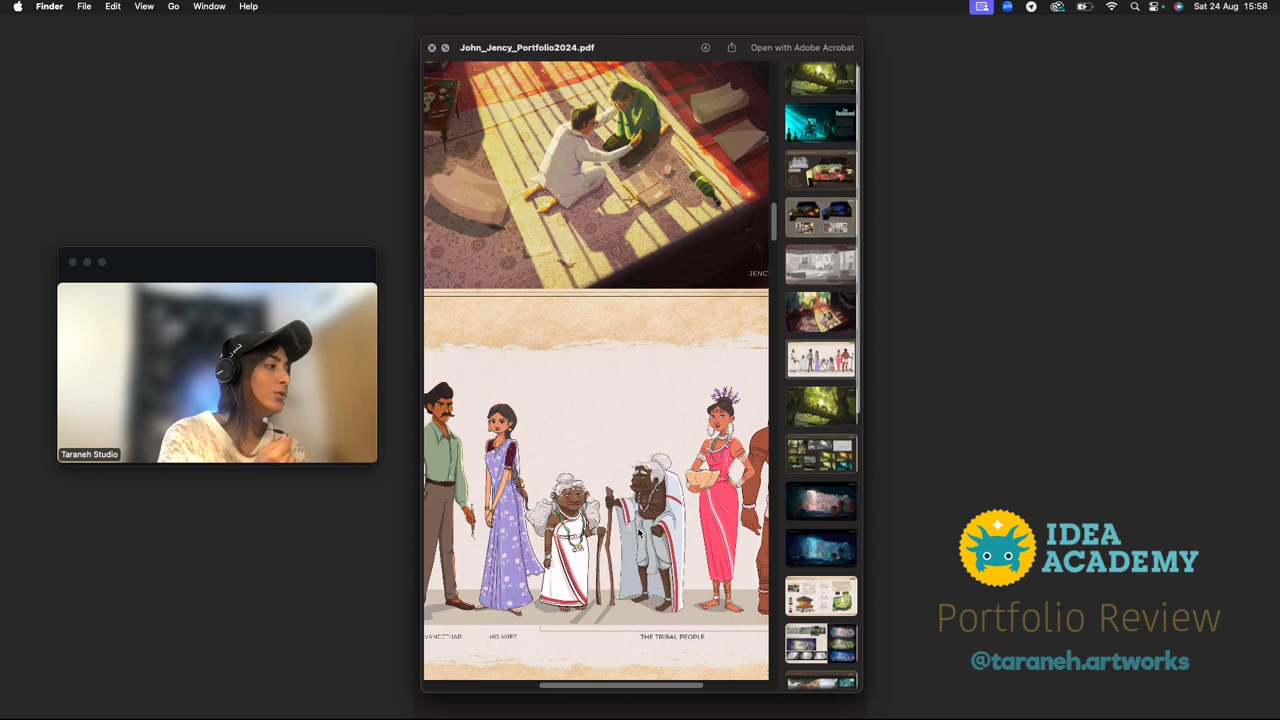 Finder File Edit View Go Window Help
Sat 24 Aug 15:58
John_Jency_Portfolio2024.pdf
Open with Adobe Acrobat
JENCY
JENC
Taraneh Studio
HIS WIFE
THE TRIBAL PEOPLE
IDEA
ACADEMY
Portfolio Review
@taraneh.artworks